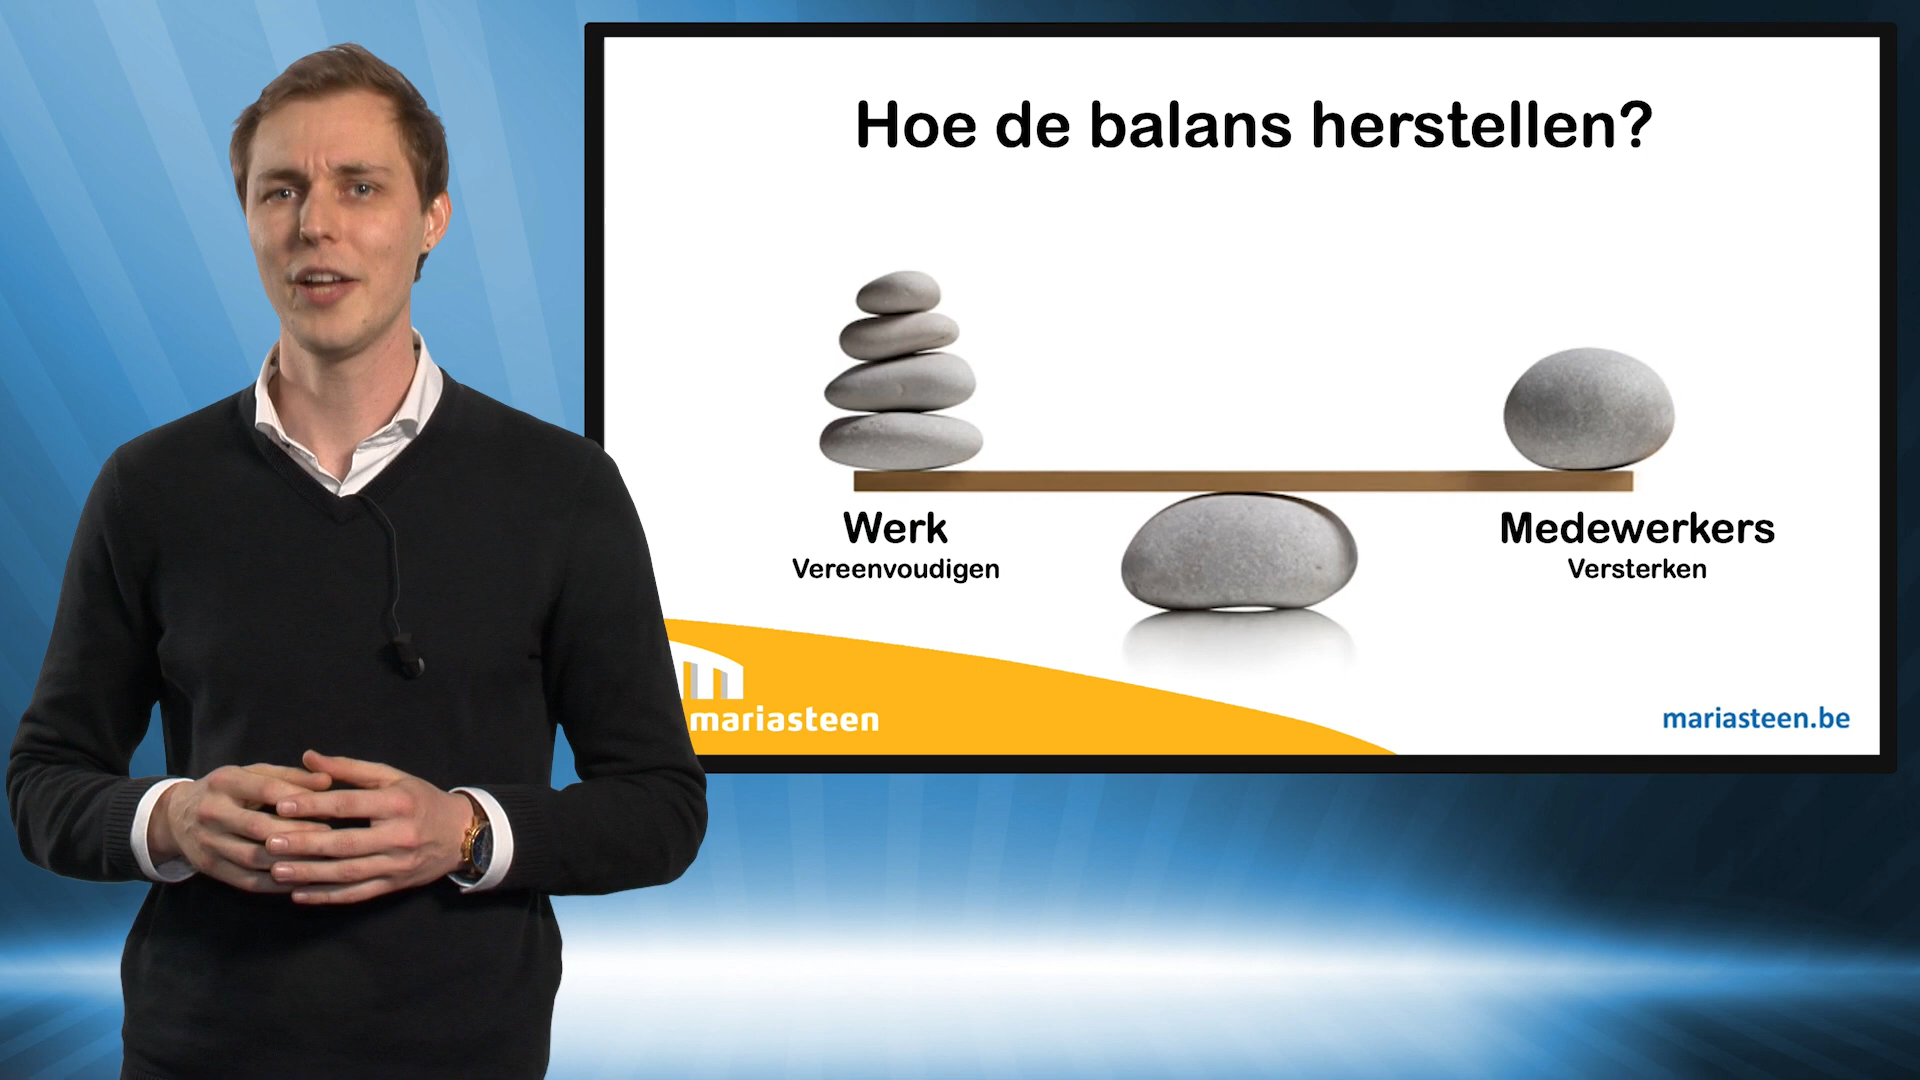 Hoe de balans herstellen?
Werk
Vereenvoudigen
Medewerkers
Versterken
mariasteen
mariasteen.be